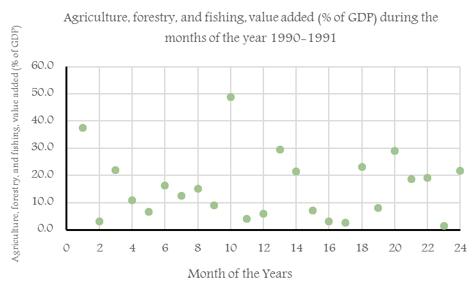 Agriculture, forestry, and fishing, value added (% of GDP) during the
months of the year 1990-1991
Agriculture, forestry, and fishing, value added (% of GDP)
60.0
50.0
40.0
30.0
20.0
10.0
0.0
0 2 4 6 8 10 12 14 16 18 20 22 24
Month of the Years